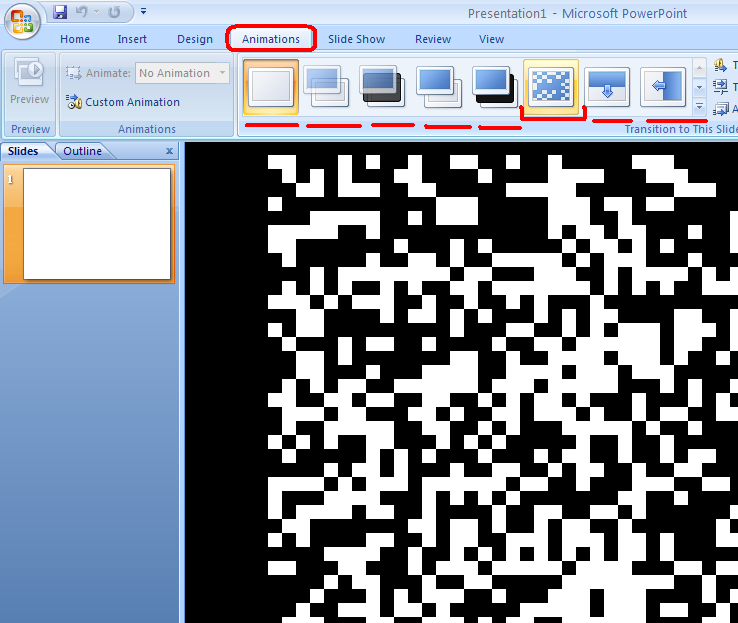 Presentation1 - Microsoft PowerPoint
Home Insert Design Animations Slide Show Review View
Preview
Animate: No Animation
Custom Animation
Preview Animations Transition to This Slide
Slides Outline x
1